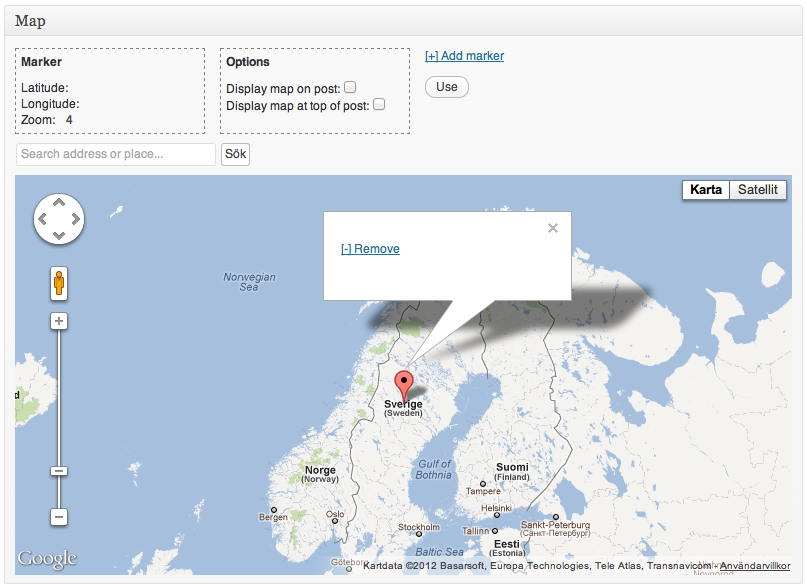 Map
Marker
Latitude:
Longitude:
Zoom: 4
Options
Display map on post:
Display map at top of post:
[+] Add marker
Use
Search address or place...
Sök
Karta
Satellit
[-] Remove
Norwegian
Sea
Sverige
(Sweden)
Norge
(Norway)
Gulf of
Bothnia
Suomi
(Finland)
Tampere
Helsinki
Bergen
Oslo
Stockholm
Tallinn
Sankt-Peterburg
(Санкт-Петербург)
Eesti
(Estonia)
Baltic Sea
Göteborg
Google
Kartdata ©2012 Basarsoft, Europa Technologies, Tele Atlas, Transnavicom - Användarvillkor